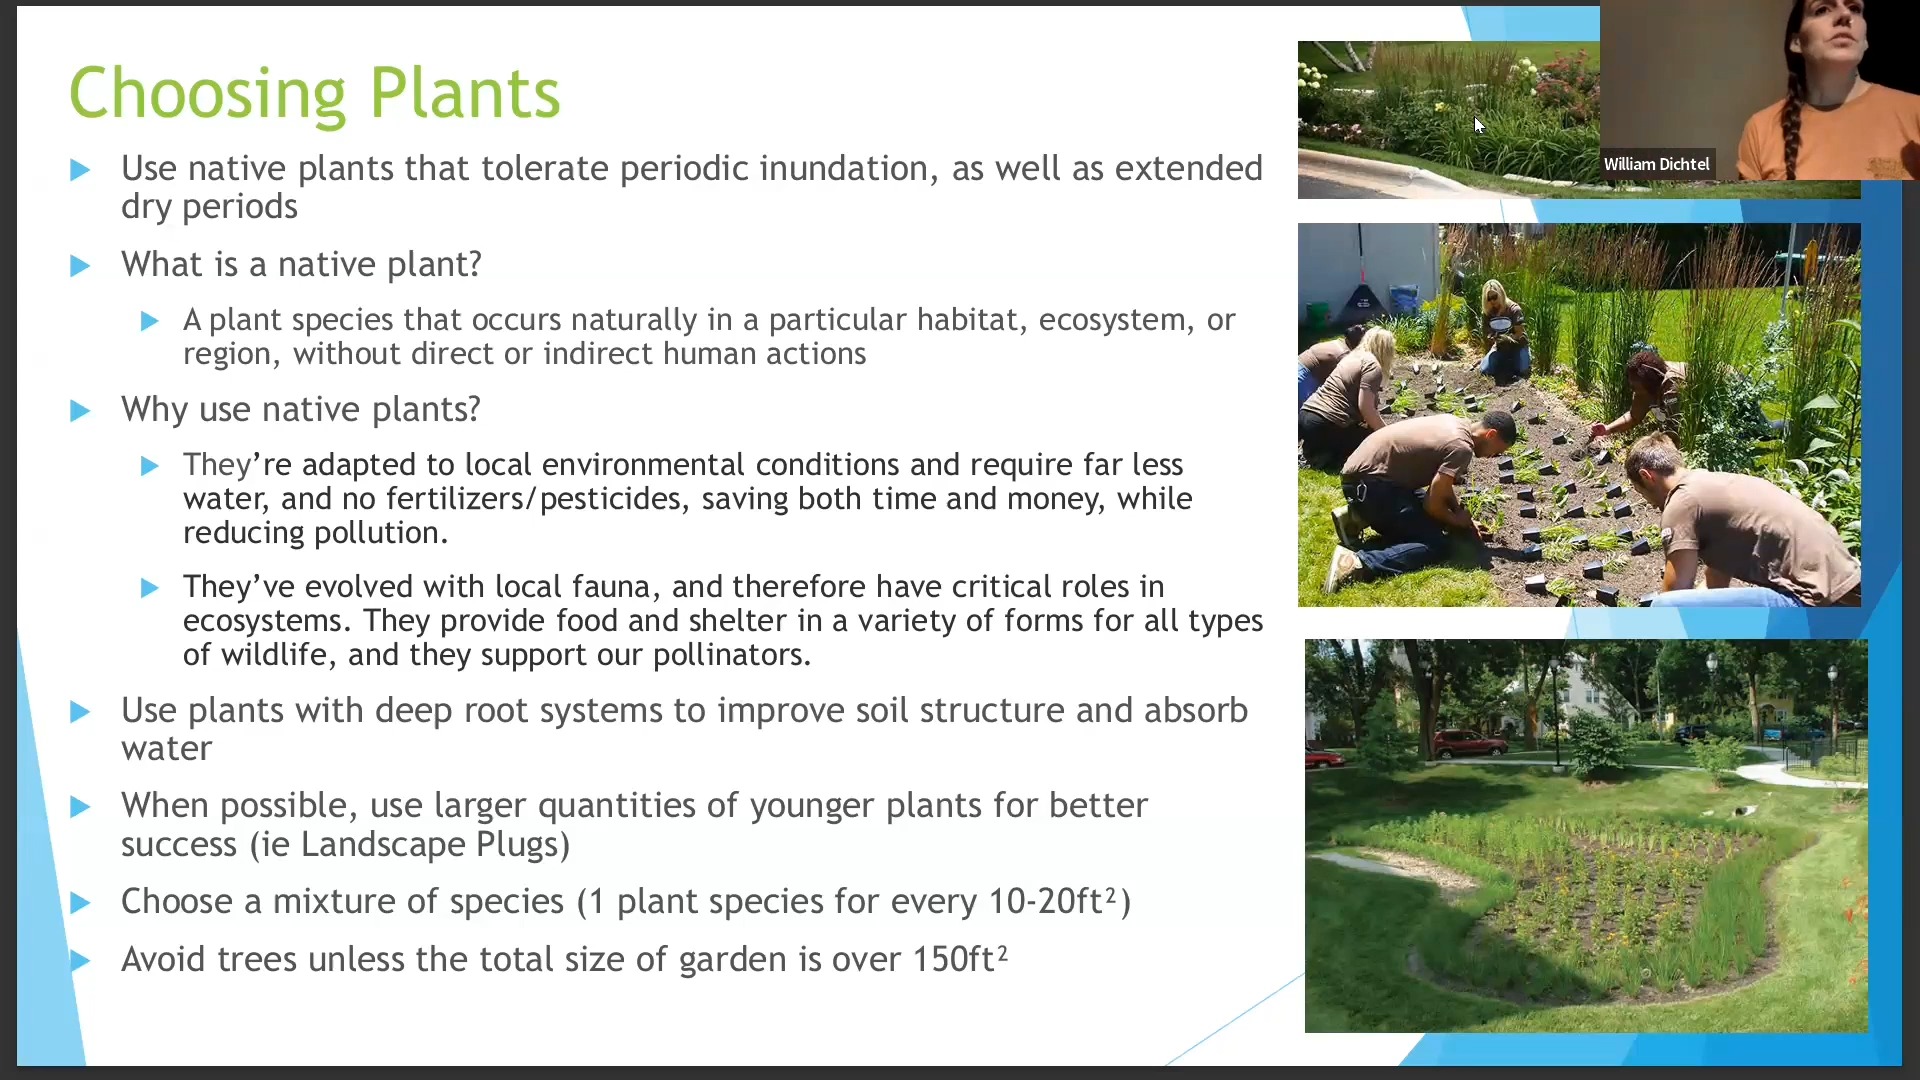 Choosing Plants
Use native plants that tolerate periodic inundation, as well as extended
dry periods
What is a native plant?
A plant species that occurs naturally in a particular habitat, ecosystem, or
region, without direct or indirect human actions
Why use native plants?
They’re adapted to local environmental conditions and require far less
water, and no fertilizers/pesticides, saving both time and money, while
reducing pollution.
They’ve evolved with local fauna, and therefore have critical roles in
ecosystems. They provide food and shelter in a variety of forms for all types
of wildlife, and they support our pollinators.
Use plants with deep root systems to improve soil structure and absorb
water
When possible, use larger quantities of younger plants for better
success (ie Landscape Plugs)
Choose a mixture of species (1 plant species for every 10-20ft²)
Avoid trees unless the total size of garden is over 150ft²
William Dichtel